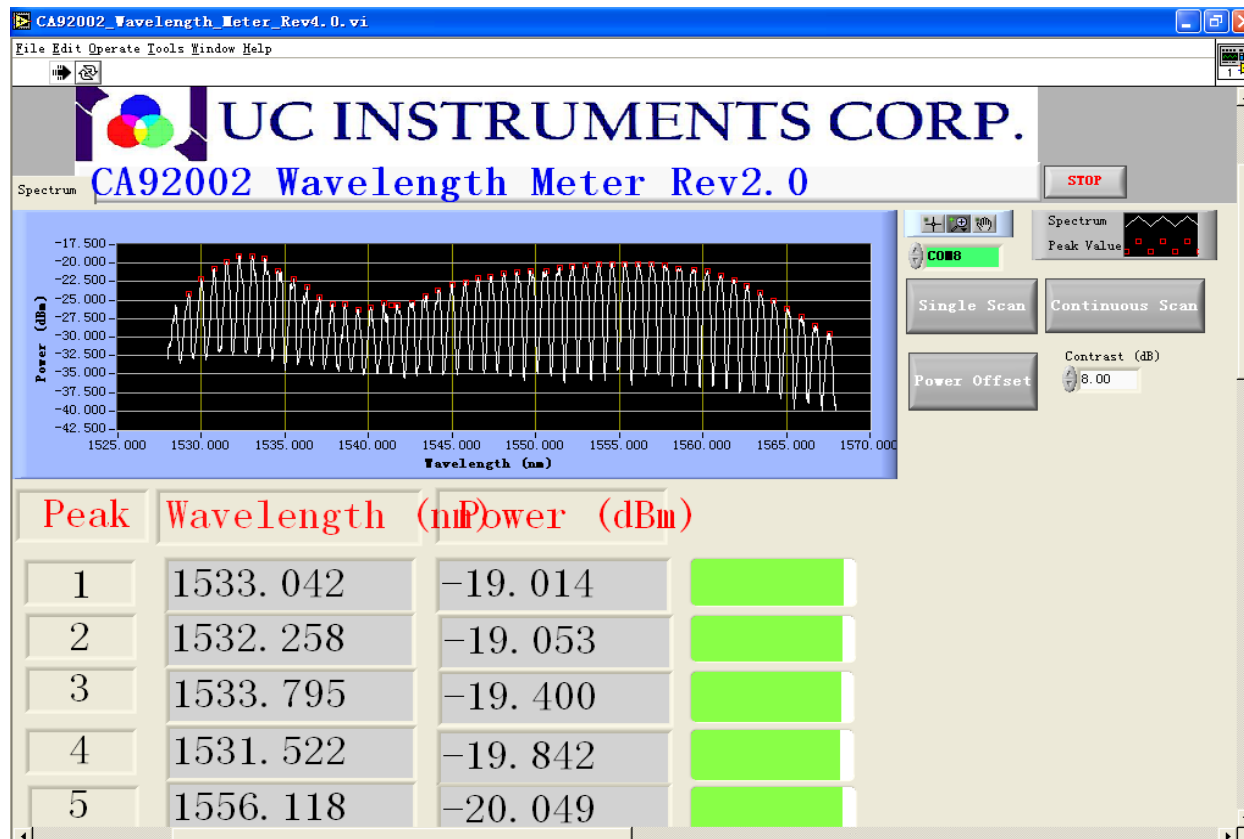 CA92002_Wavelength_Meter_Rev4.0.vi
File Edit Operate Tools Window Help
1
UC INSTRUMENTS CORP.
Spectrum CA92002 Wavelength Meter Rev2.0
STOP
Spectrum
Peak Value
COM8
Single Scan Continuous Scan
Power Offset
Contrast (dB)
8.00
Power (dBm)
-17.500
-20.000
-22.500
-25.000
-27.500
-30.000
-32.500
-35.000
-37.500
-40.000
-42.500
1525.000 1530.000 1535.000 1540.000 1545.000 1550.000 1555.000 1560.000 1565.000 1570.000
Wavelength (nm)
Peak Wavelength (nm) Power (dBm)
1 1533.042 -19.014
2 1532.258 -19.053
3 1533.795 -19.400
4 1531.522 -19.842
5 1556.118 -20.049